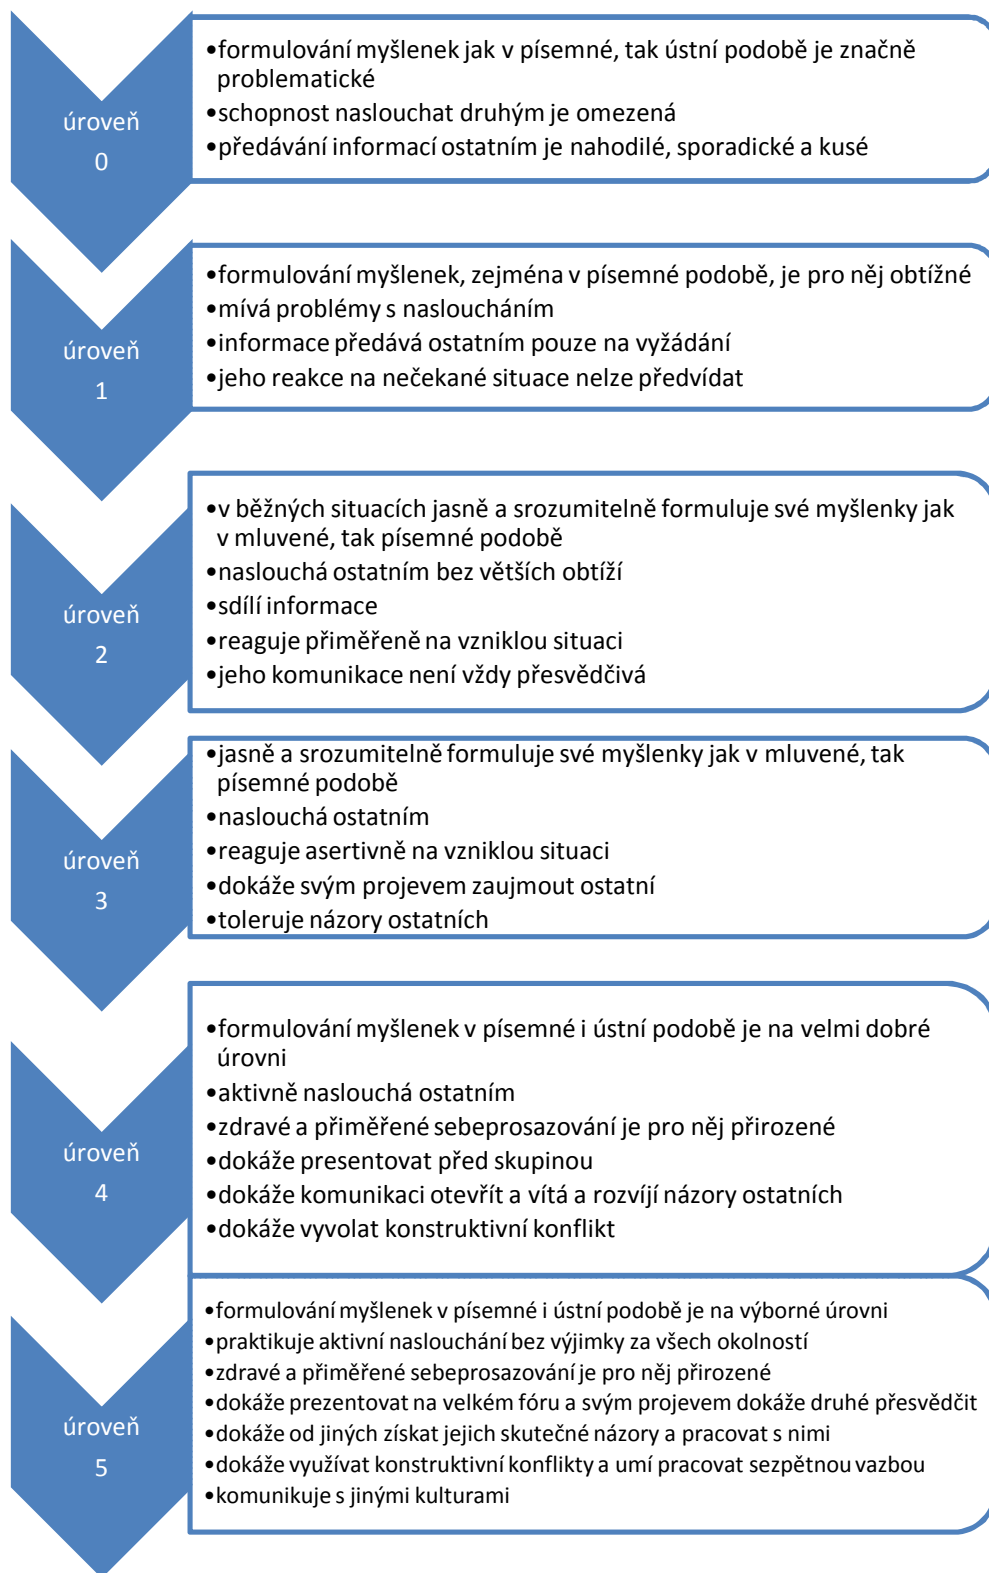 úroveň
0
•formulování myšlenek jak v písemné, tak ústní podobě je značně
problematické
•schopnost naslouchat druhým je omezená
•předávání informací ostatním je nahodilé, sporadické a kusé
úroveň
1
•formulování myšlenek, zejména v písemné podobě, je pro něj obtížné
•mívá problémy s nasloucháním
•informace předává ostatním pouze na vyžádání
•jeho reakce na nečekané situace nelze předvídat
úroveň
2
•v běžných situacích jasně a srozumitelně formuluje své myšlenky jak
v mluvené, tak písemné podobě
•naslouchá ostatním bez větších obtíží
•sdílí informace
•reaguje přiměřeně na vzniklou situaci
•jeho komunikace není vždy přesvědčivá
úroveň
3
•jasně a srozumitelně formuluje své myšlenky jak v mluvené, tak
písemné podobě
•naslouchá ostatním
•reaguje asertivně na vzniklou situaci
•dokáže svým projevem zaujmout ostatní
•toleruje názory ostatních
úroveň
4
•formulování myšlenek v písemné i ústní podobě je na velmi dobré
úrovni
•aktivně naslouchá ostatním
•zdravé a přiměřené sebeprosazování je pro něj přirozené
•dokáže presentovat před skupinou
•dokáže komunikaci otevřít a vítá a rozvíjí názory ostatních
•dokáže vyvolat konstruktivní konflikt
úroveň
5
•formulování myšlenek v písemné i ústní podobě je na výborné úrovni
•praktikuje aktivní naslouchání bez výjimky za všech okolností
•zdravé a přiměřené sebeprosazování je pro něj přirozené
•dokáže prezentovat na velkém fóru a svým projevem dokáže druhé přesvědčit
•dokáže od jiných získat jejich skutečné názory a pracovat s nimi
•dokáže využívat konstruktivní konflikty a umí pracovat sezpětnou vazbou
•komunikuje s jinými kulturami